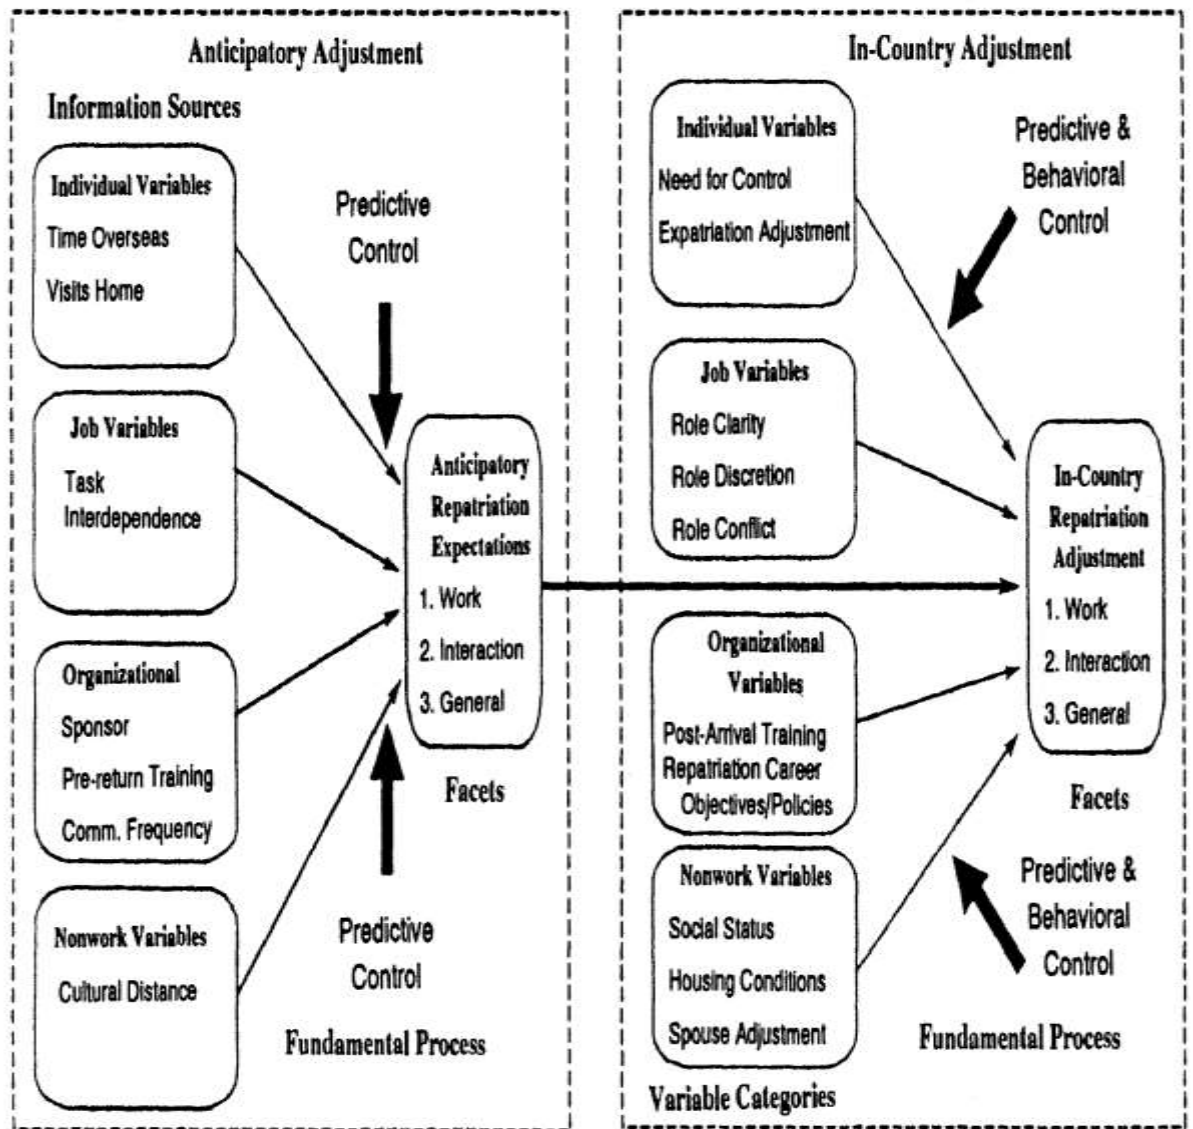 Anticipatory Adjustment
Information Sources
Individual Variables
Time Overseas
Visits Home
Predictive
Control
Job Variables
Task
Interdependence
Organizational
Sponsor
Pre-return Training
Comm. Frequency
Nonwork Variables
Cultural Distance
Anticipatory
Repatriation
Expectations
1. Work
2. Interaction
3. General
Facets
Predictive
Control
Fundamental Process
In-Country Adjustment
Individual Variables
Need for Control
Expatriation Adjustment
Predictive &
Behavioral
Control
Job Variables
Role Clarity
Role Discretion
Role Conflict
Organizational
Variables
Post-Arrival Training
Repatriation Career
Objectives/Policies
Nonwork Variables
Social Status
Housing Conditions
Spouse Adjustment
Variable Categories
In-Country
Repatriation
Adjustment
1. Work
2. Interaction
3. General
Facets
Predictive &
Behavioral
Control
Fundamental Process